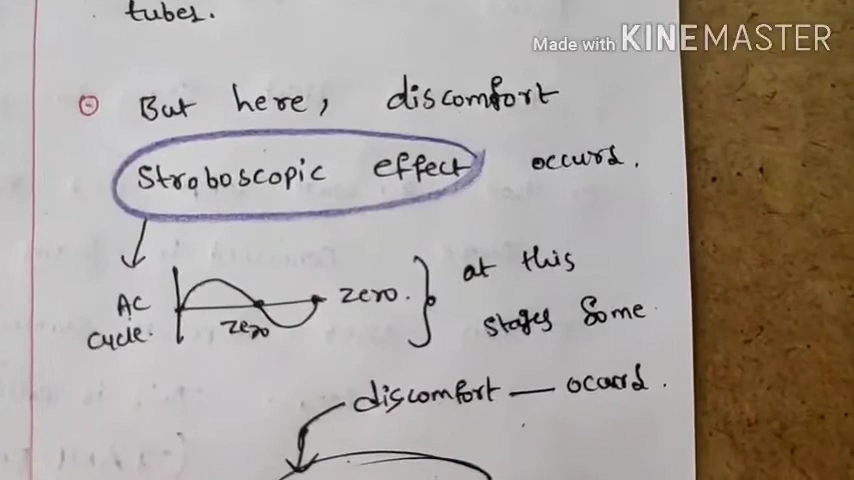 tubes.
Made with KINEMASTER
But here, discomfort
Stroboscopic effect occurs.
AC cycle.
zero
zero.
at this
stages some
discomfort — occurs.